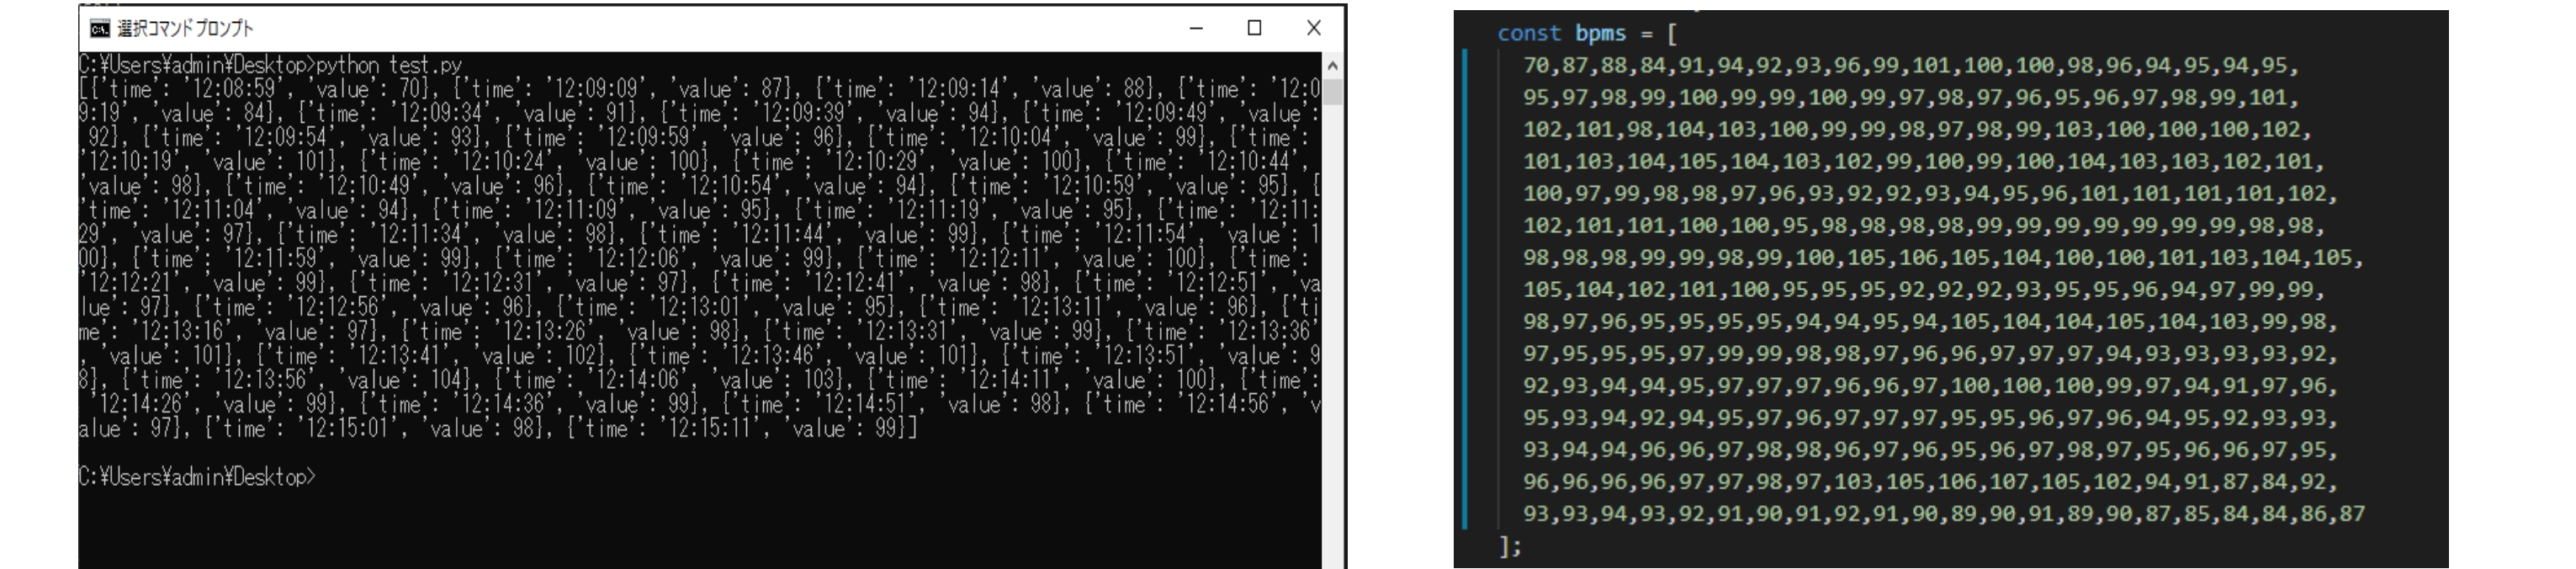 選択コマンドプロンプト
C:¥Users¥admin¥Desktop>python test.py
[{'time': '12:08:59', 'value': 70}, {'time': '12:09:09', 'value': 87}, {'time': '12:09:14', 'value': 88}, {'time': '12:0
9:19', 'value': 84}, {'time': '12:09:34', 'value': 91}, {'time': '12:09:39', 'value': 94}, {'time': '12:09:49', 'value':
 92}, {'time': '12:09:54', 'value': 93}, {'time': '12:09:59', 'value': 96}, {'time': '12:10:04', 'value': 99}, {'time':
'12:10:19', 'value': 101}, {'time': '12:10:24', 'value': 100}, {'time': '12:10:29', 'value': 100}, {'time': '12:10:44',
'value': 98}, {'time': '12:10:49', 'value': 96}, {'time': '12:10:54', 'value': 94}, {'time': '12:10:59', 'value': 95}, {
'time': '12:11:04', 'value': 94}, {'time': '12:11:09', 'value': 95}, {'time': '12:11:19', 'value': 95}, {'time': '12:11:
29', 'value': 97}, {'time': '12:11:34', 'value': 98}, {'time': '12:11:44', 'value': 99}, {'time': '12:11:54', 'value': 1
00}, {'time': '12:11:59', 'value': 99}, {'time': '12:12:06', 'value': 99}, {'time': '12:12:11', 'value': 100}, {'time':
'12:12:21', 'value': 99}, {'time': '12:12:31', 'value': 97}, {'time': '12:12:41', 'value': 98}, {'time': '12:12:51', 'va
lue': 97}, {'time': '12:12:56', 'value': 96}, {'time': '12:13:01', 'value': 95}, {'time': '12:13:11', 'value': 96}, {'ti
me': '12:13:16', 'value': 97}, {'time': '12:13:26', 'value': 98}, {'time': '12:13:31', 'value': 99}, {'time': '12:13:36'
, 'value': 101}, {'time': '12:13:41', 'value': 102}, {'time': '12:13:46', 'value': 101}, {'time': '12:13:51', 'value': 9
8}, {'time': '12:13:56', 'value': 104}, {'time': '12:14:06', 'value': 103}, {'time': '12:14:11', 'value': 100}, {'time':
 '12:14:26', 'value': 99}, {'time': '12:14:36', 'value': 99}, {'time': '12:14:51', 'value': 98}, {'time': '12:14:56', 'v
alue': 97}, {'time': '12:15:01', 'value': 98}, {'time': '12:15:11', 'value': 99}]
C:¥Users¥admin¥Desktop>
const bpms = [
70,87,88,84,91,94,92,93,96,99,101,100,100,98,96,94,95,94,95,
95,97,98,99,100,99,99,100,99,97,98,97,96,95,96,97,98,99,101,
102,101,98,104,103,100,99,99,98,97,98,99,103,100,100,100,102,
101,103,104,105,104,103,102,99,100,99,100,104,103,103,102,101,
100,97,99,98,98,97,96,93,92,92,93,94,95,96,101,101,101,101,102,
102,101,101,100,100,95,98,98,98,98,99,99,99,99,99,99,99,98,98,
98,98,98,99,99,98,99,100,105,106,105,104,100,100,101,103,104,105,
105,104,102,101,100,95,95,95,92,92,92,93,95,95,96,94,97,99,99,
98,97,96,95,95,95,95,94,94,95,94,105,104,104,105,104,103,99,98,
97,95,95,95,97,99,99,98,98,97,96,96,97,97,97,94,93,93,93,93,92,
92,93,94,94,95,97,97,97,96,96,97,100,100,100,99,97,94,91,97,96,
95,93,94,92,94,95,97,96,97,97,97,95,95,96,97,96,94,95,92,93,93,
93,94,94,96,96,97,98,98,96,97,96,95,96,97,98,97,95,96,96,97,95,
96,96,96,96,97,97,98,97,103,105,106,107,105,102,94,91,87,84,92,
93,93,94,93,92,91,90,91,92,91,90,89,90,91,89,90,87,85,84,84,86,87
];